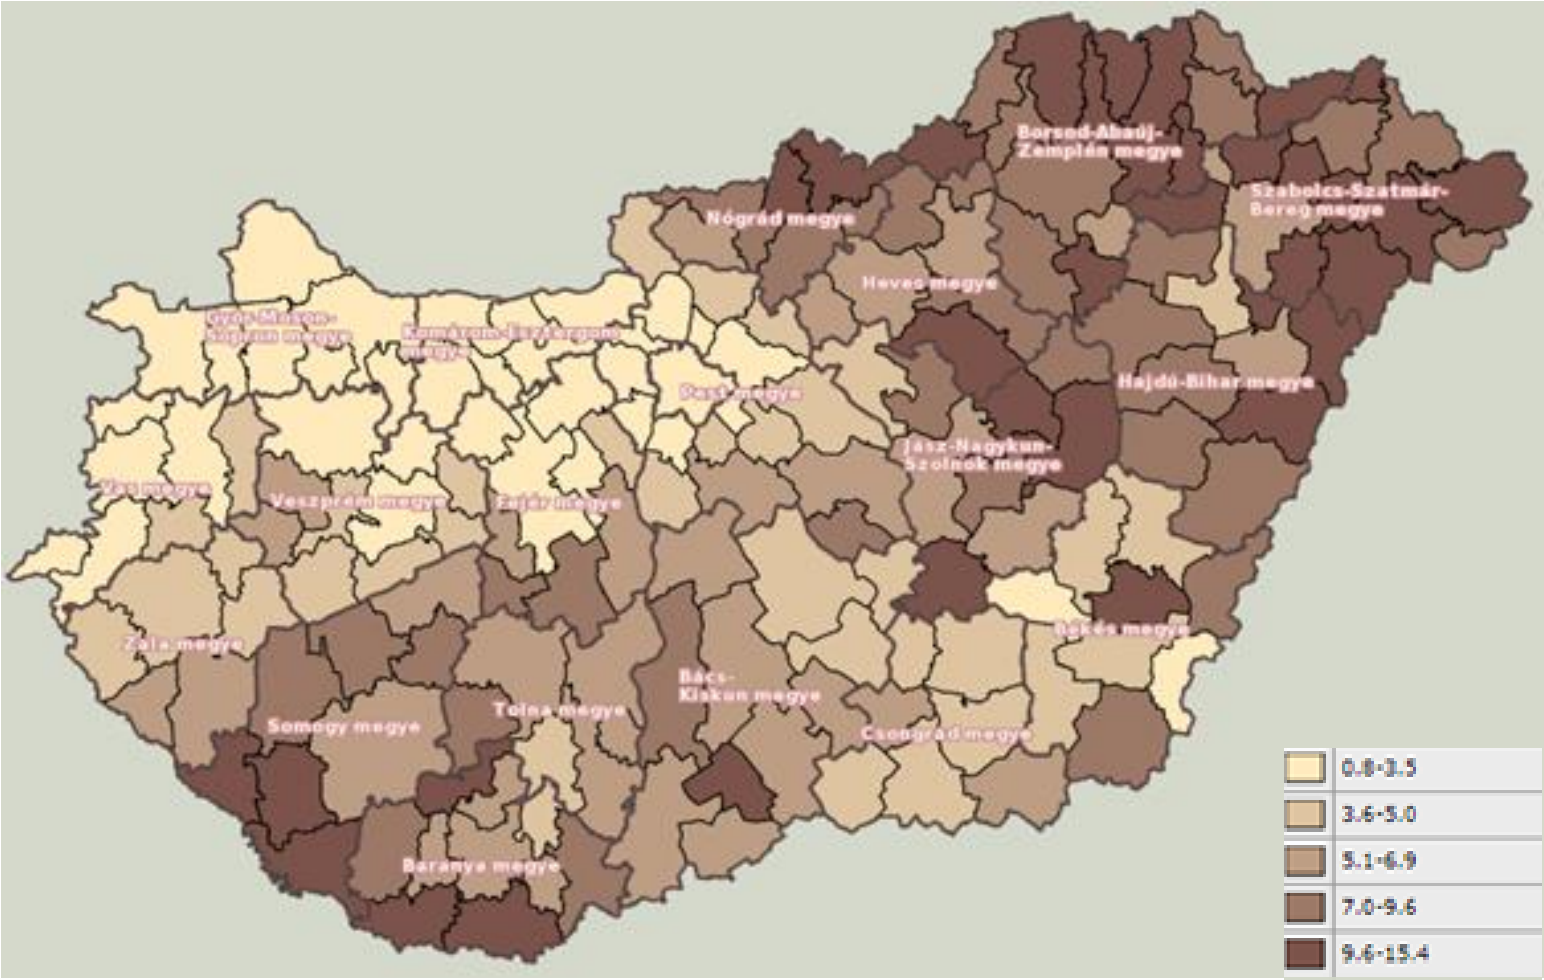 Borsod-Abaúj-
Zemplén megye
Szabolcs-Szatmár-
Bereg megye
Nógrád megye
Heves megye
Győr-Moson-
Sopron megye
Komárom-Esztergom
megye
Pest megye
Hajdú-Bihar megye
Jász-Nagykun-
Szolnok megye
Vas megye
Veszprém megye
Fejér megye
Békés megye
Zala megye
Bács-
Kiskun megye
Tolna megye
Somogy megye
Csongrád megye
Baranya megye
0.8-3.5
3.6-5.0
5.1-6.9
7.0-9.6
9.6-15.4